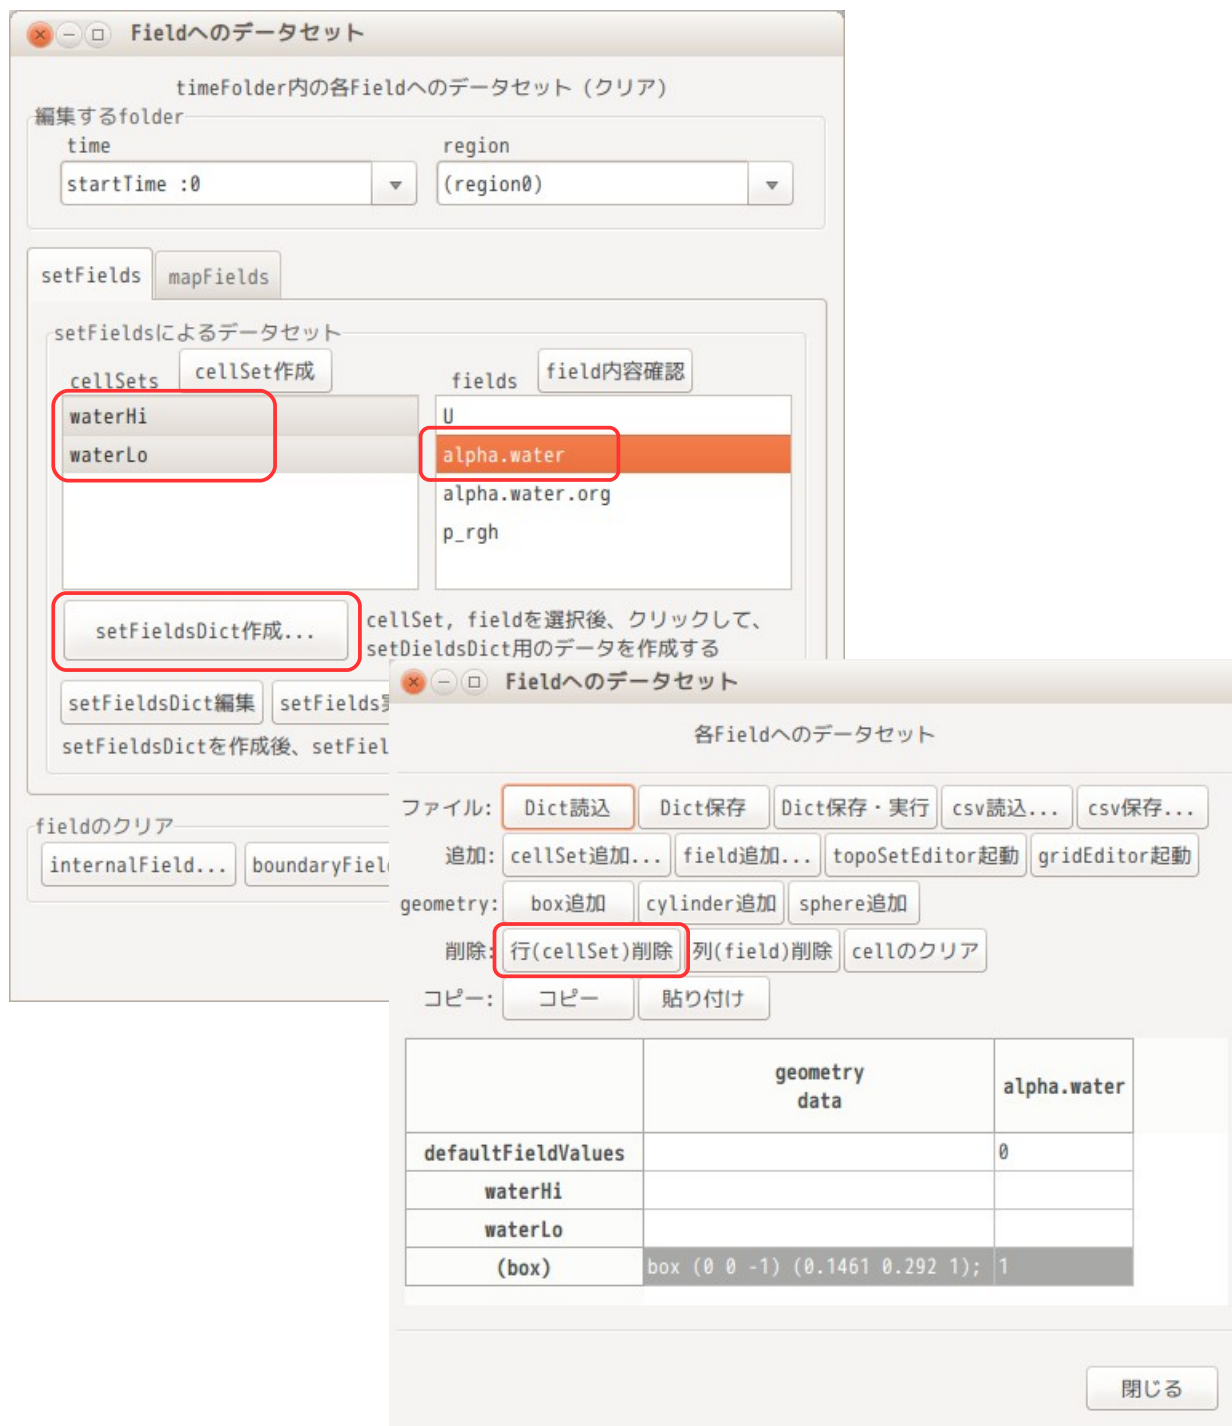 Fieldへのデータセット
timeFolder内の各Fieldへのデータセット (クリア)
編集するfolder
time region
startTime :0 (region0)
setFields mapFields
setFieldsによるデータセット
cellSets cellSet作成 fields field内容確認
waterHi U
waterLo alpha.water
alpha.water.org
p_rgh
setFieldsDict作成...
cellSet, fieldを選択後、クリックして、
setDieldsDict用のデータを作成する
setFieldsDict編集 setFields
setFieldsDictを作成後、setFiel
fieldのクリア
internalField... boundaryFiel
Fieldへのデータセット
各Fieldへのデータセット
ファイル: Dict読込 Dict保存 Dict保存・実行 csv読込... csv保存...
追加: cellSet追加... field追加... topoSetEditor起動 gridEditor起動
geometry: box追加 cylinder追加 sphere追加
削除: 行(cellSet)削除 列(field)削除 cellのクリア
コピー: コピー 貼り付け
geometry
data alpha.water
defaultFieldValues 0
waterHi
waterLo
(box) box (0 0 -1) (0.1461 0.292 1); 1
閉じる